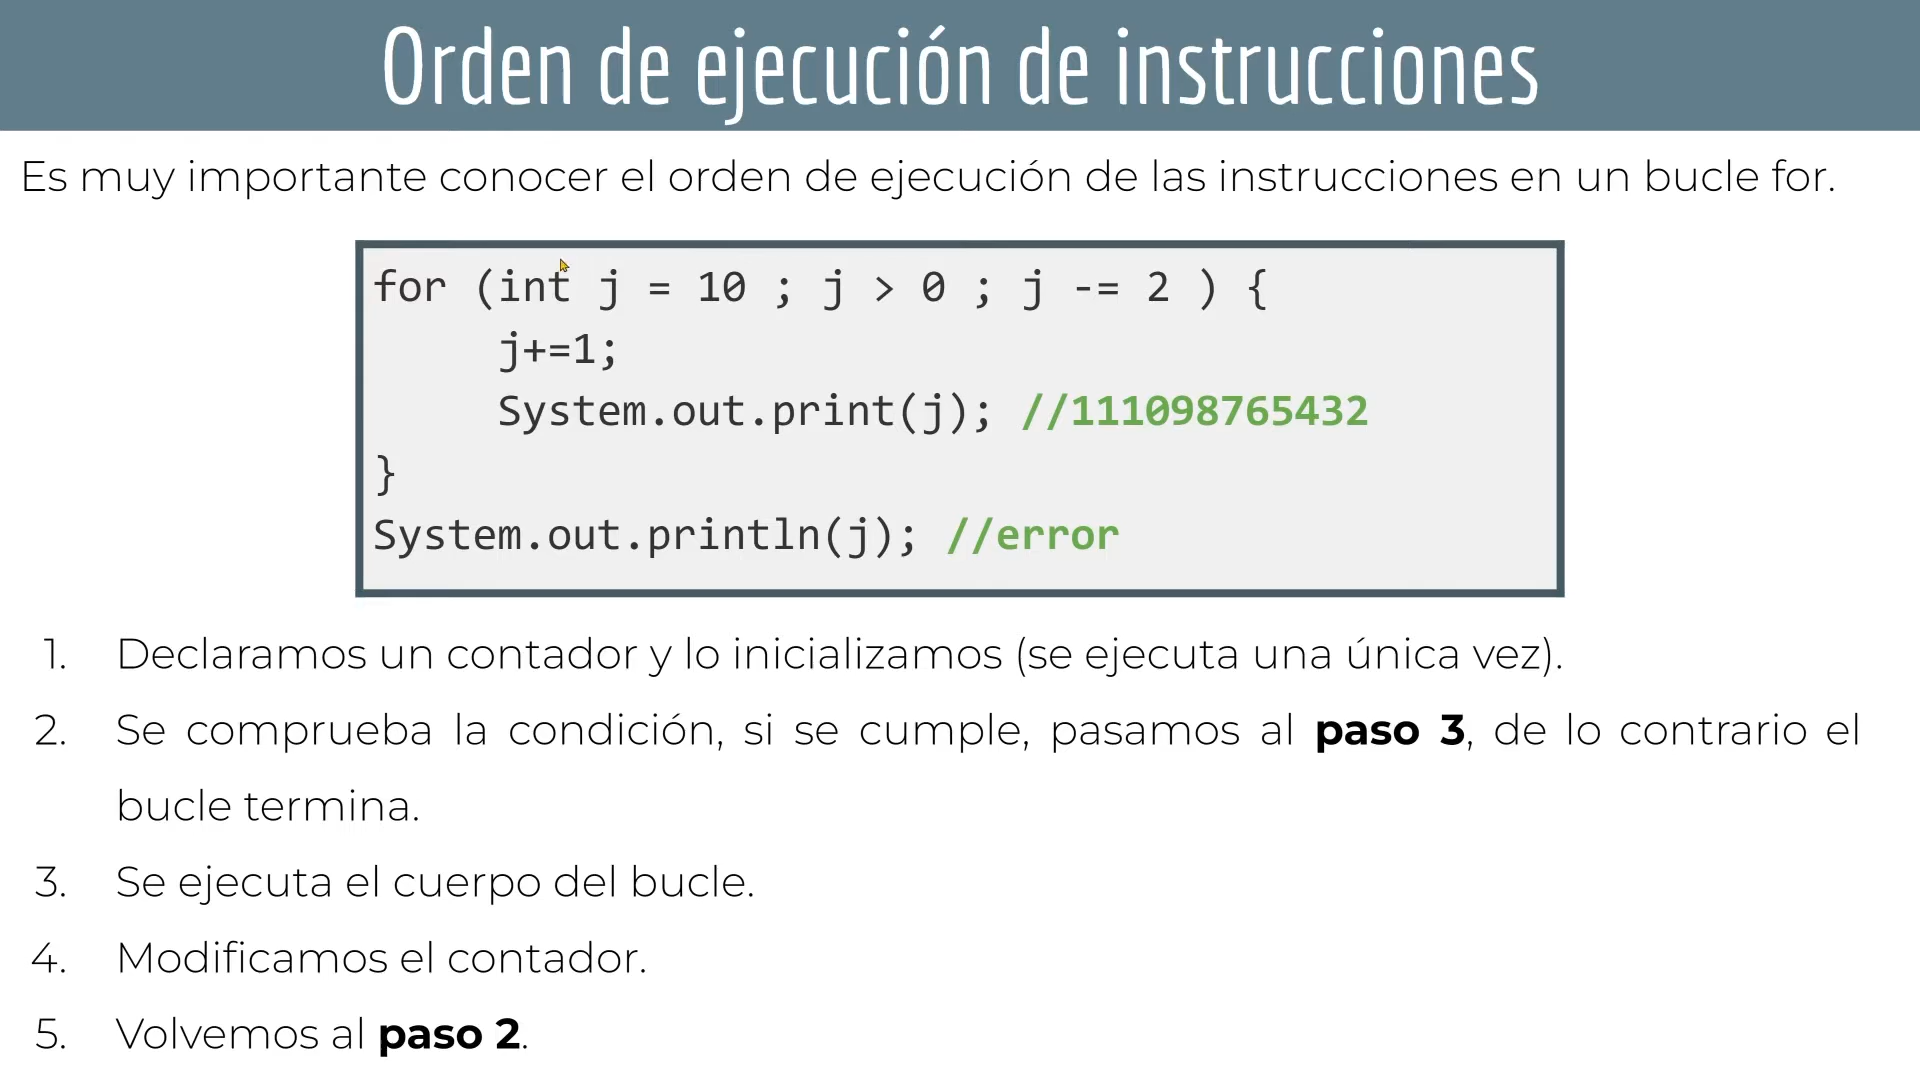 Orden de ejecución de instrucciones
Es muy importante conocer el orden de ejecución de las instrucciones en un bucle for.
for (int j = 10 ; j > 0 ; j -= 2 ) {
j+=1;
System.out.print(j); //111098765432
}
System.out.println(j); //error
1. Declaramos un contador y lo inicializamos (se ejecuta una única vez).
2. Se comprueba la condición, si se cumple, pasamos al paso 3, de lo contrario el
bucle termina.
3. Se ejecuta el cuerpo del bucle.
4. Modificamos el contador.
5. Volvemos al paso 2.